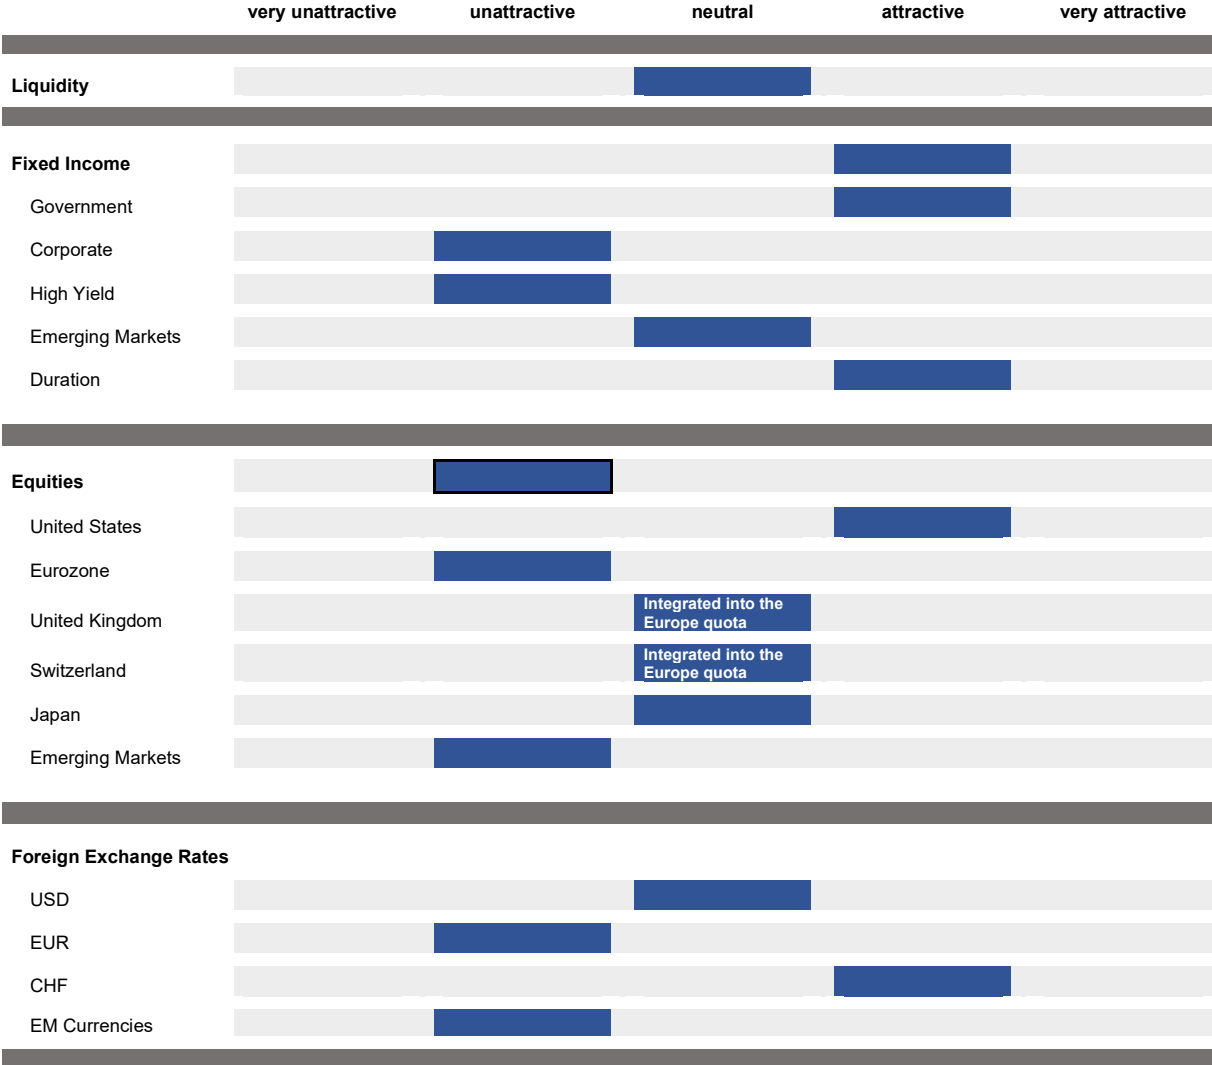 very unattractive unattractive neutral attractive very attractive
Liquidity
Fixed Income
Government
Corporate
High Yield
Emerging Markets
Duration
Equities
United States
Eurozone
United Kingdom
Integrated into the
Europe quota
Switzerland
Integrated into the
Europe quota
Japan
Emerging Markets
Foreign Exchange Rates
USD
EUR
CHF
EM Currencies